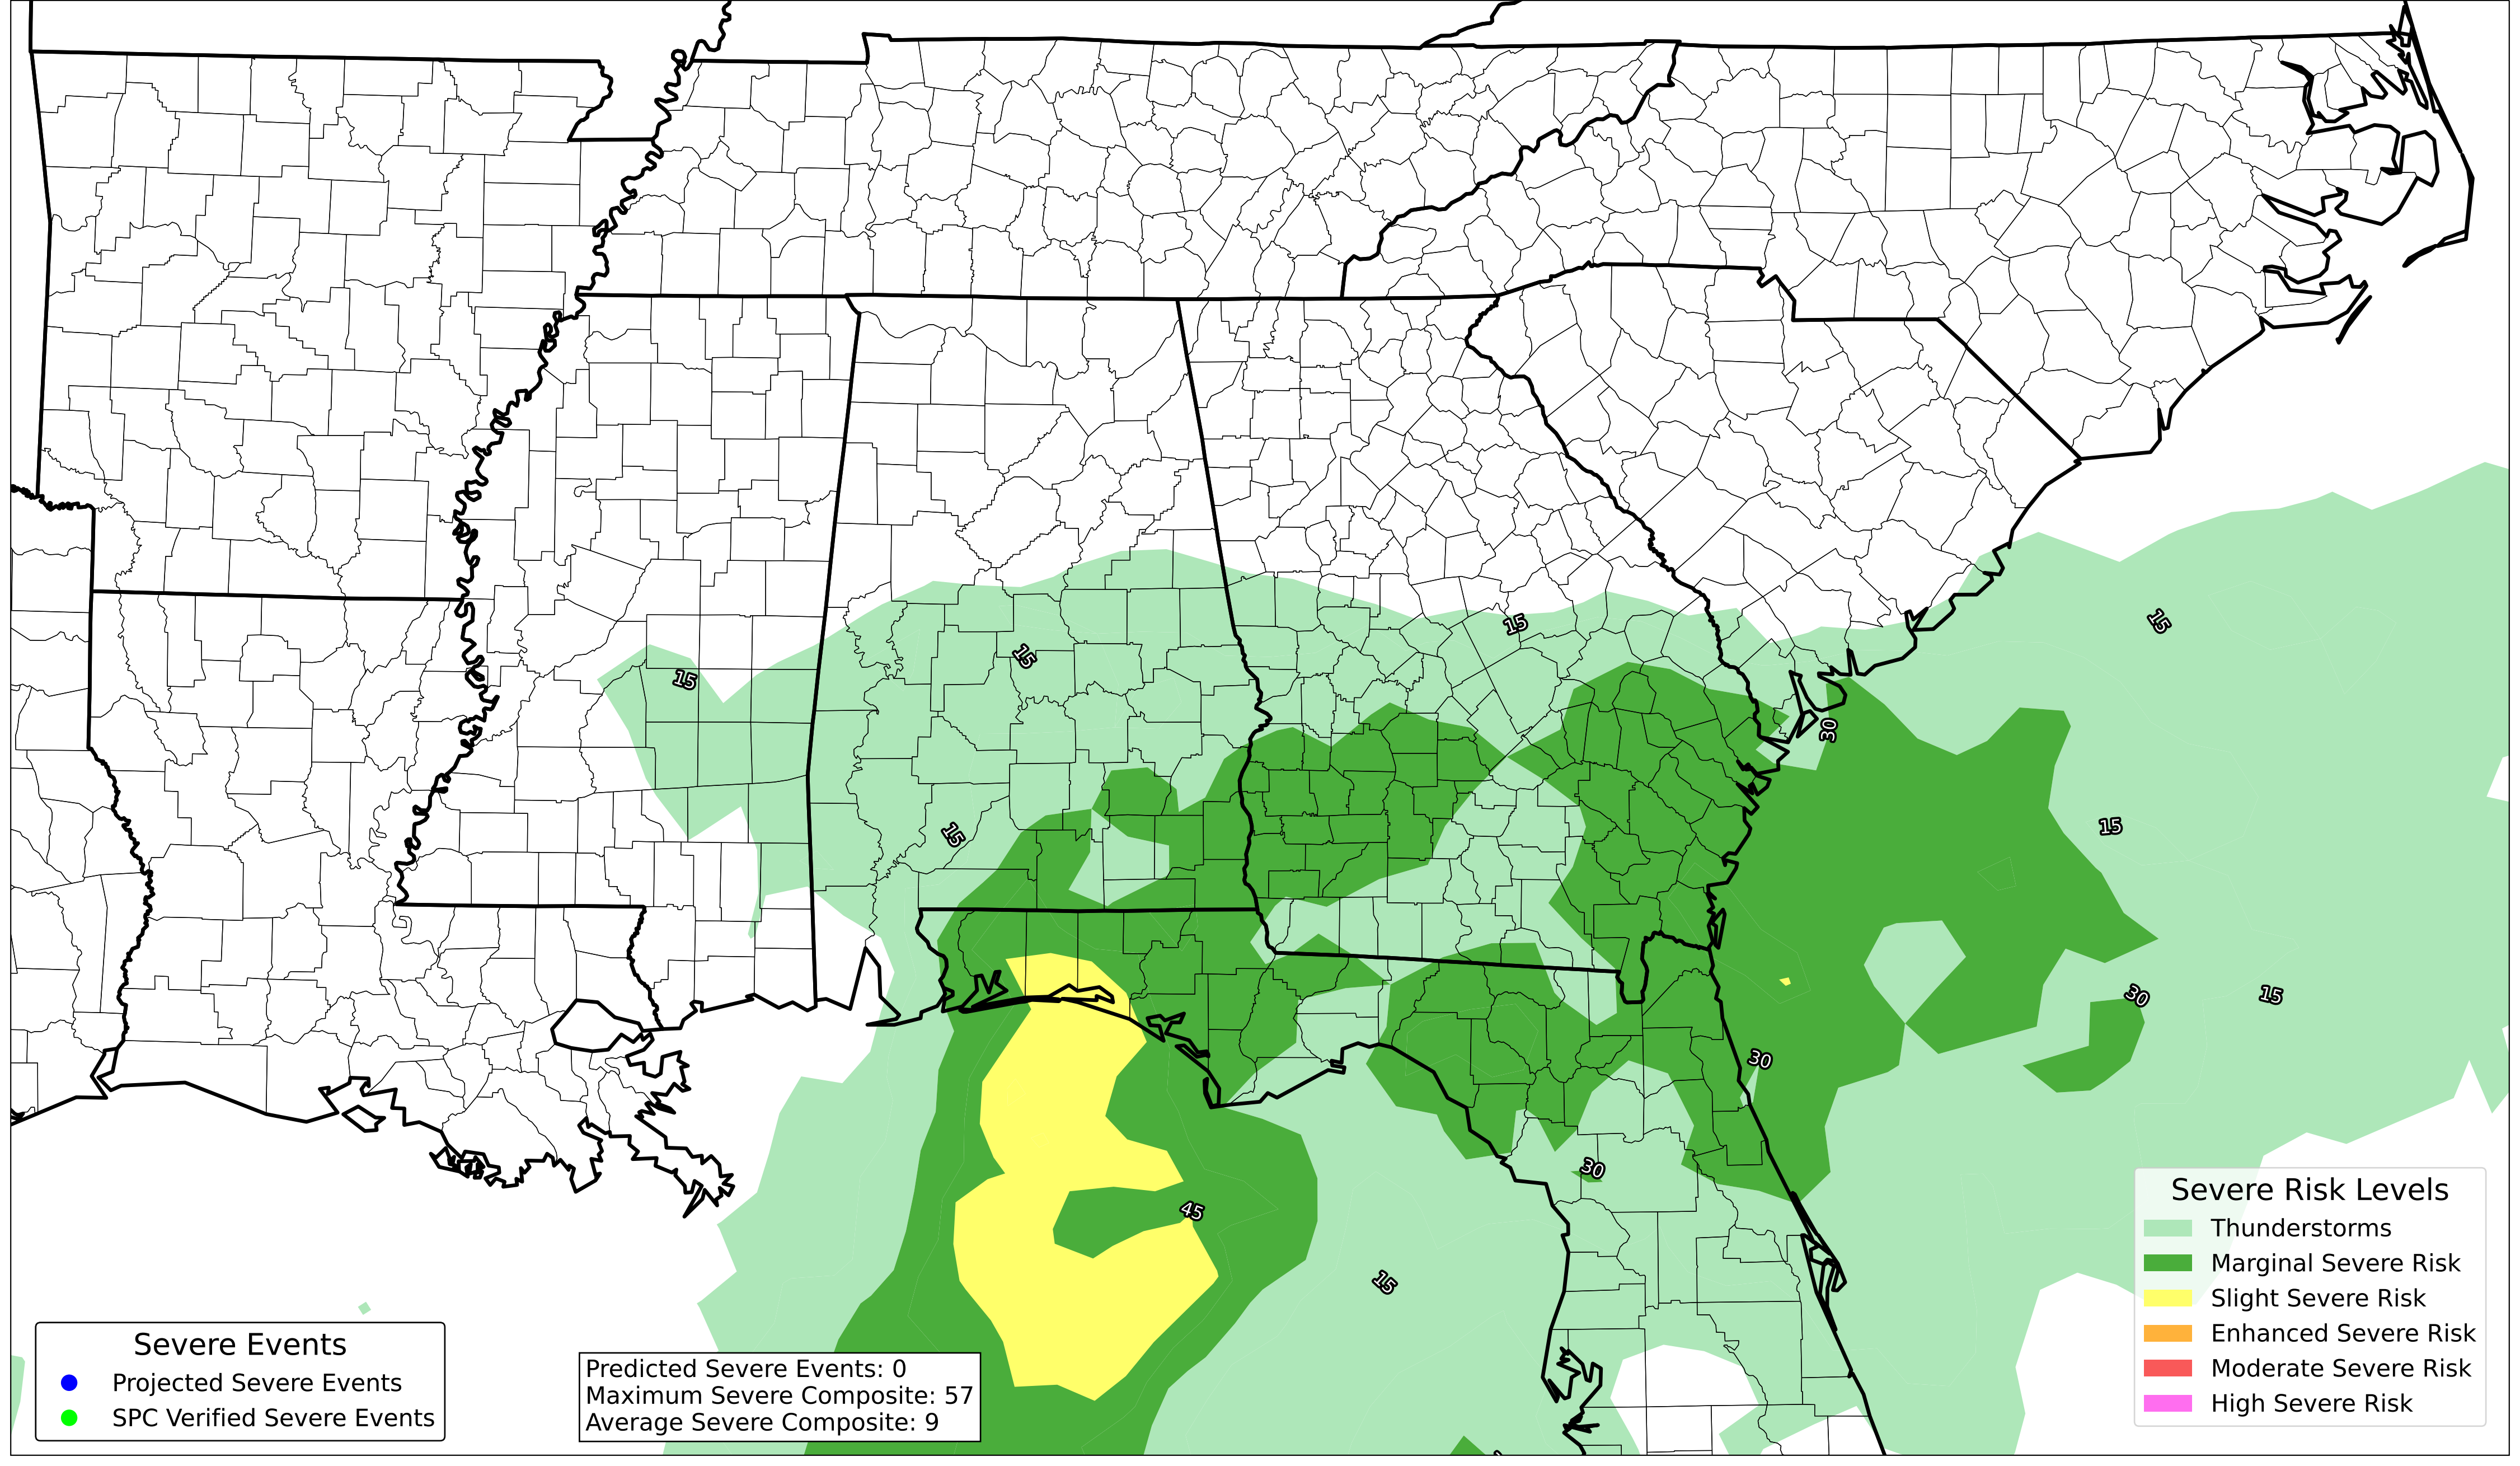 15
15
15
15
30
15
15
30
15
30
30
45
15
Severe Risk Levels
Thunderstorms
Marginal Severe Risk
Slight Severe Risk
Enhanced Severe Risk
Moderate Severe Risk
High Severe Risk
Severe Events
Projected Severe Events
SPC Verified Severe Events
Predicted Severe Events: 0
Maximum Severe Composite: 57
Average Severe Composite: 9